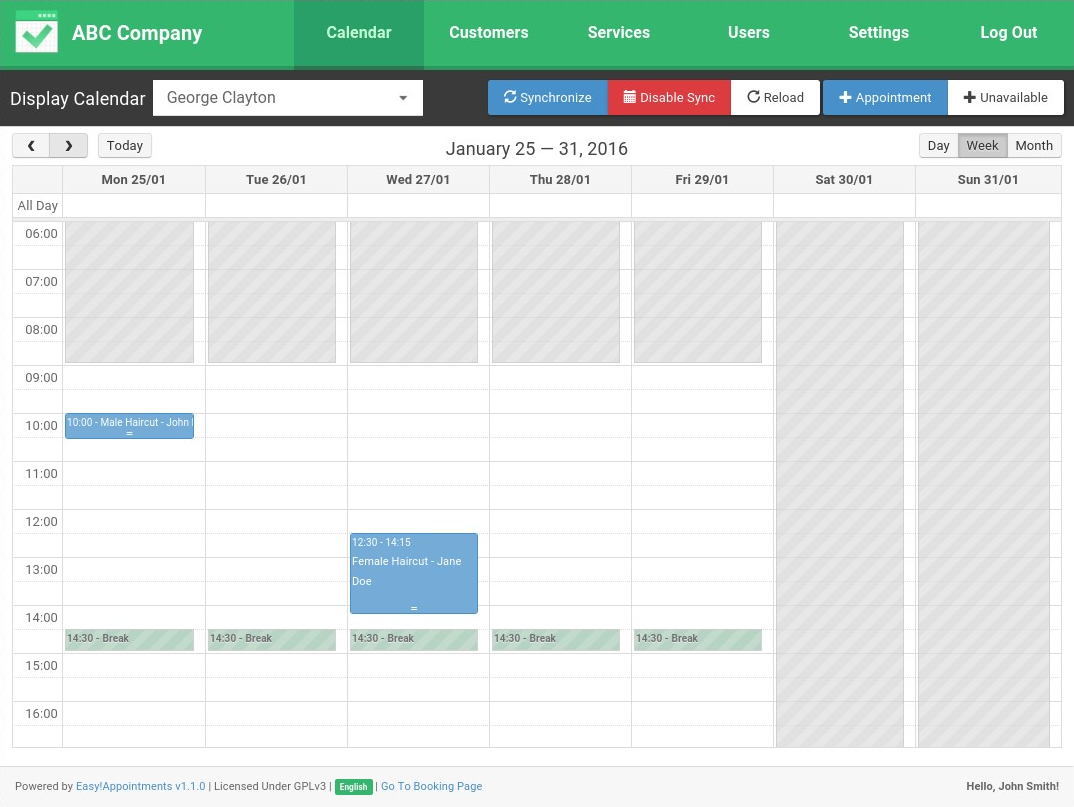 ABC Company
Calendar
Customers
Services
Users
Settings
Log Out
Display Calendar
George Clayton
Synchronize
Disable Sync
Reload
Appointment
Unavailable
Today
January 25 — 31, 2016
Day
Week
Month
Mon 25/01
Tue 26/01
Wed 27/01
Thu 28/01
Fri 29/01
Sat 30/01
Sun 31/01
All Day
06:00
07:00
08:00
09:00
10:00
10:00 - Male Haircut - John
11:00
12:00
12:30 - 14:15
Female Haircut - Jane
Doe
13:00
14:00
14:30 - Break
14:30 - Break
14:30 - Break
14:30 - Break
14:30 - Break
15:00
16:00
Powered by Easy!Appointments v1.1.0 | Licensed Under GPLv3 | English | Go To Booking Page
Hello, John Smith!